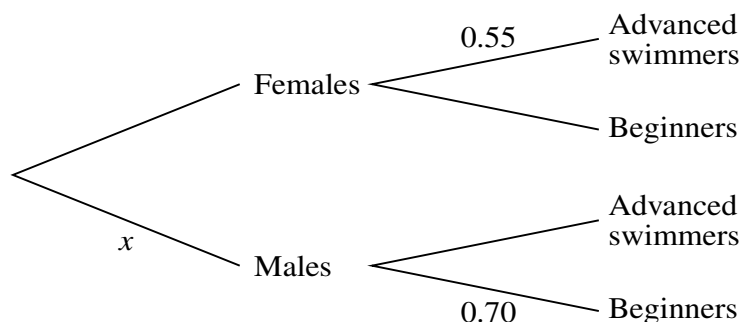 0.55
Advanced
swimmers
Females
Beginners
x
Males
Advanced
swimmers
0.70
Beginners